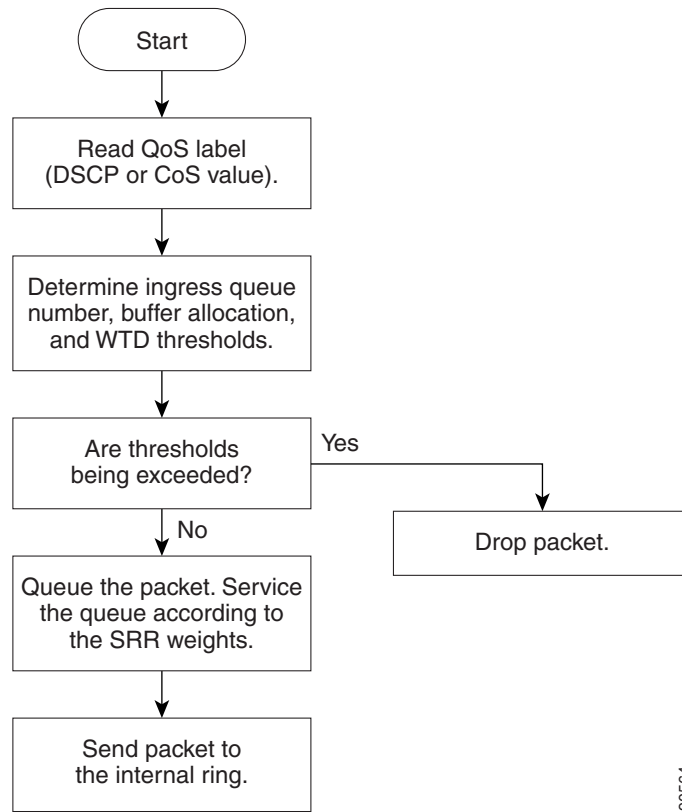 Start
Read QoS label
(DSCP or CoS value).
Determine ingress queue
number, buffer allocation,
and WTD thresholds.
Are thresholds
being exceeded?
Yes
Drop packet.
No
Queue the packet. Service
the queue according to
the SRR weights.
Send packet to
the internal ring.